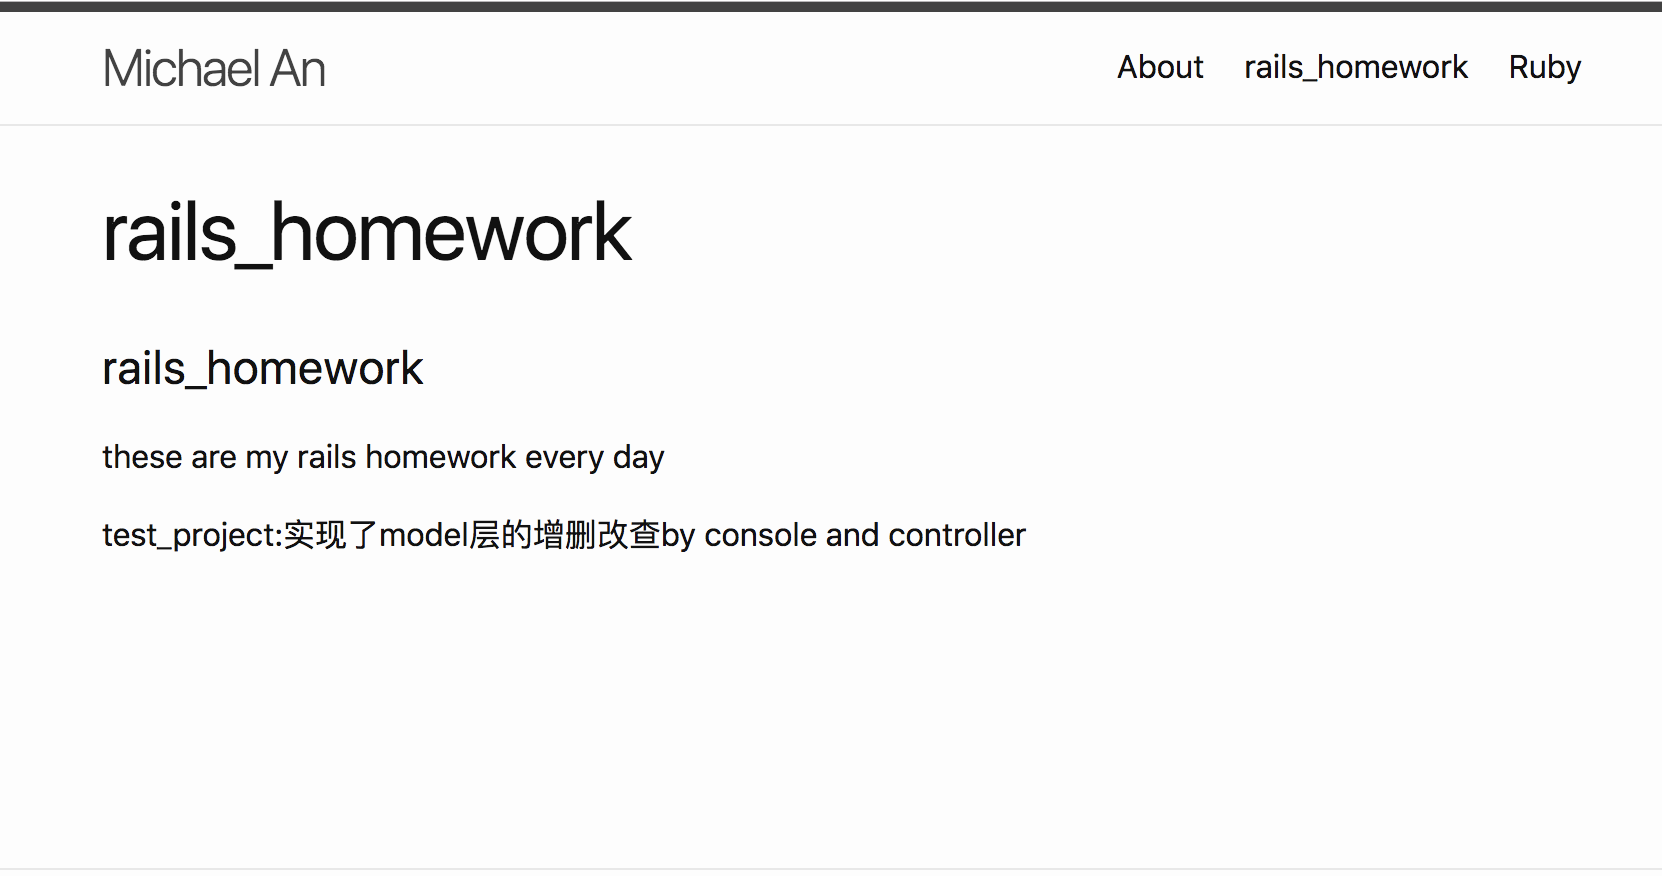 Michael An
About rails_homework Ruby
rails_homework
rails_homework
these are my rails homework every day
test_project:实现了model层的增删改查by console and controller